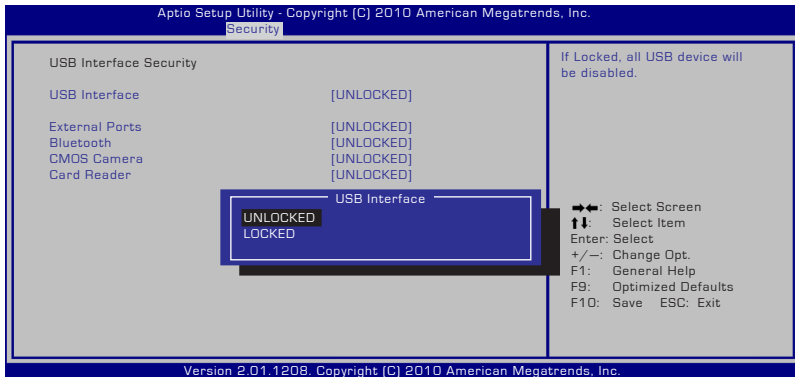 Aptio Setup Utility - Copyright (C) 2010 American Megatrends, Inc.
Security
USB Interface Security
USB Interface [UNLOCKED]
External Ports [UNLOCKED]
Bluetooth [UNLOCKED]
CMOS Camera [UNLOCKED]
Card Reader [UNLOCKED]
USB Interface
UNLOCKED
LOCKED
If Locked, all USB device will
be disabled.
→←: Select Screen
↑↓: Select Item
Enter: Select
+/—: Change Opt.
F1: General Help
F9: Optimized Defaults
F10: Save ESC: Exit
Version 2.01.1208. Copyright (C) 2010 American Megatrends, Inc.